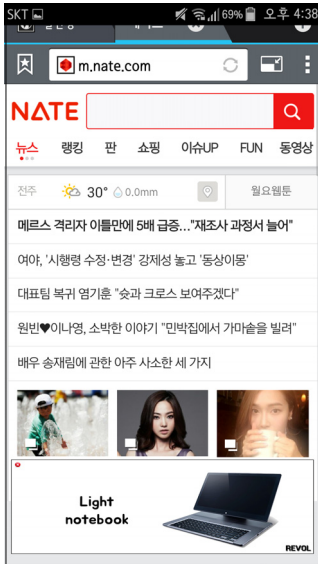 SKT 69% 오후 4:38
m.nate.com
NATE
뉴스 랭킹 판 쇼핑 이슈UP FUN 동영상
전주 30° 0.0mm 월요웹툰
메르스 격리자 이틀만에 5배 급증..."재조사 과정서 늘어"
여야, '시행령 수정·변경' 강제성 놓고 '동상이몽'
대표팀 복귀 염기훈 "슛과 크로스 보여주겠다"
원빈♥이나영, 소박한 이야기 "민박집에서 가마솥을 빌려"
배우 송재림에 관한 아주 사소한 세 가지
Light
notebook
REVOL